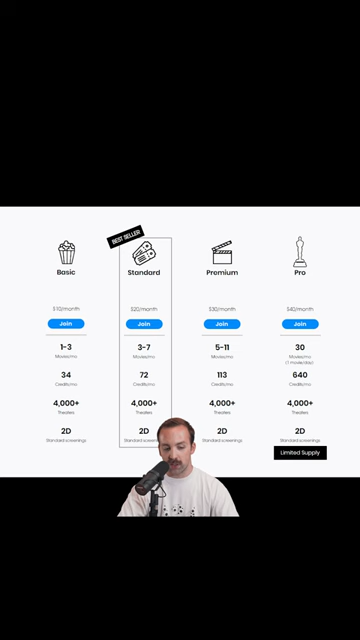 BEST SELLER
Basic
Standard
Premium
Pro
$10/month
$20/month
$30/month
$40/month
Join
Join
Join
Join
1-3
3-7
5-11
30
Movies/mo
Movies/mo
Movies/mo
Movies/mo
(1 movie/day)
34
72
113
640
Credits/mo
Credits/mo
Credits/mo
Credits/mo
4,000+
4,000+
4,000+
4,000+
Theaters
Theaters
Theaters
Theaters
2D
2D
2D
2D
Standard screenings
Standard
Standard screenings
Standard screenings
Limited Supply